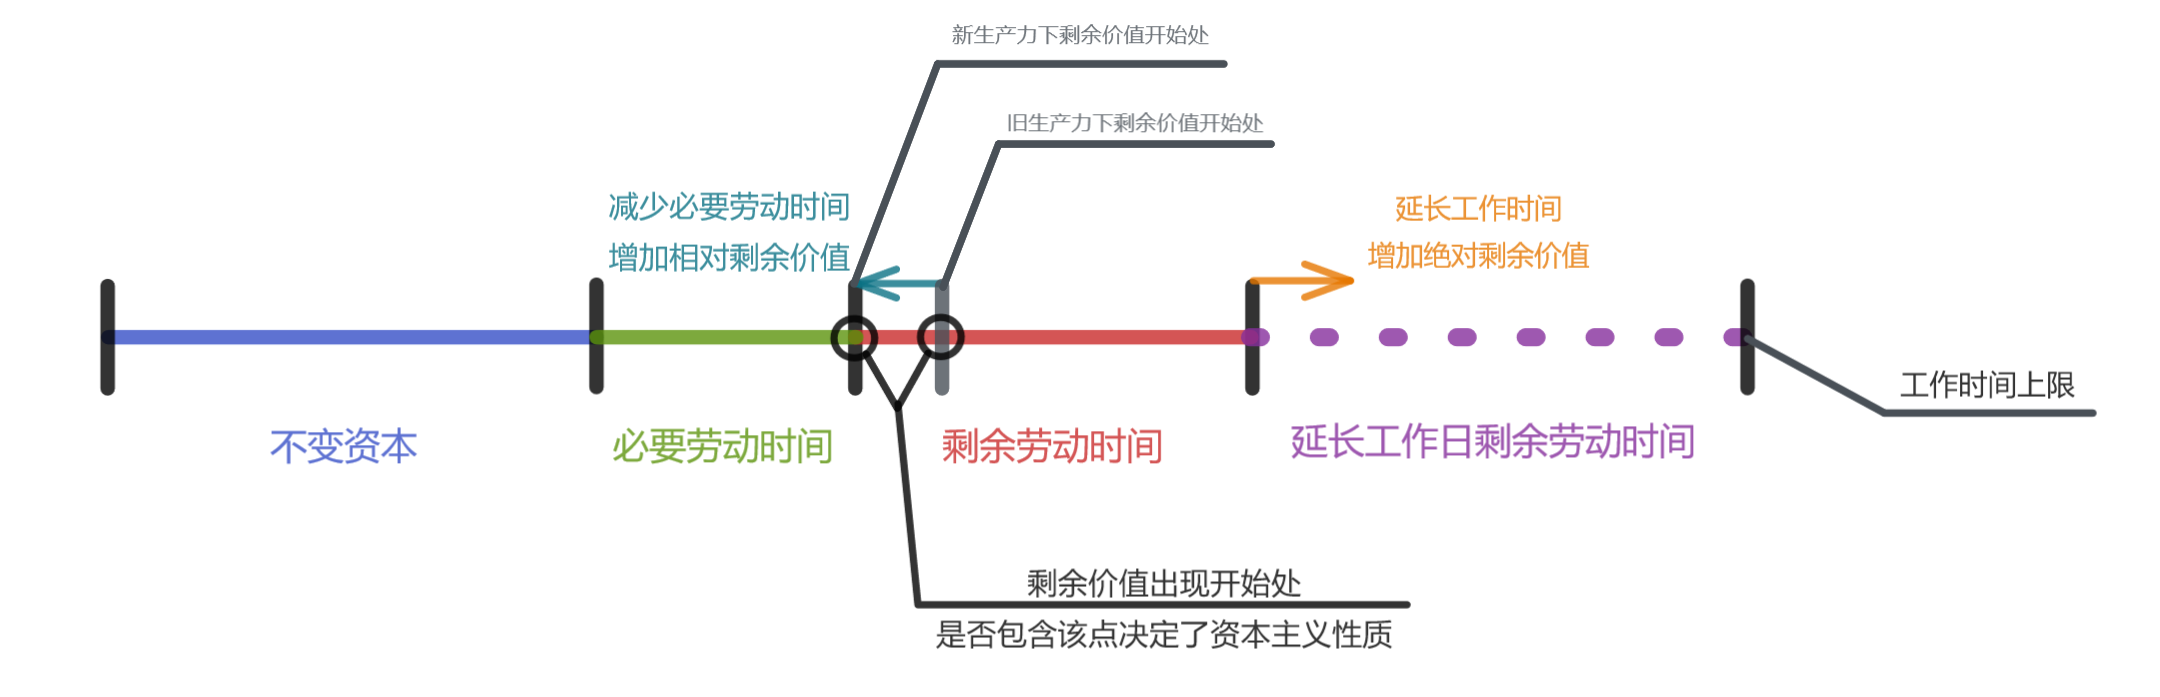 新生产力下剩余价值开始处
旧生产力下剩余价值开始处
减少必要劳动时间
增加相对剩余价值
延长工作时间
增加绝对剩余价值
工作时间上限
不变资本
必要劳动时间
剩余劳动时间
延长工作日剩余劳动时间
剩余价值出现开始处
是否包含该点决定了资本主义性质